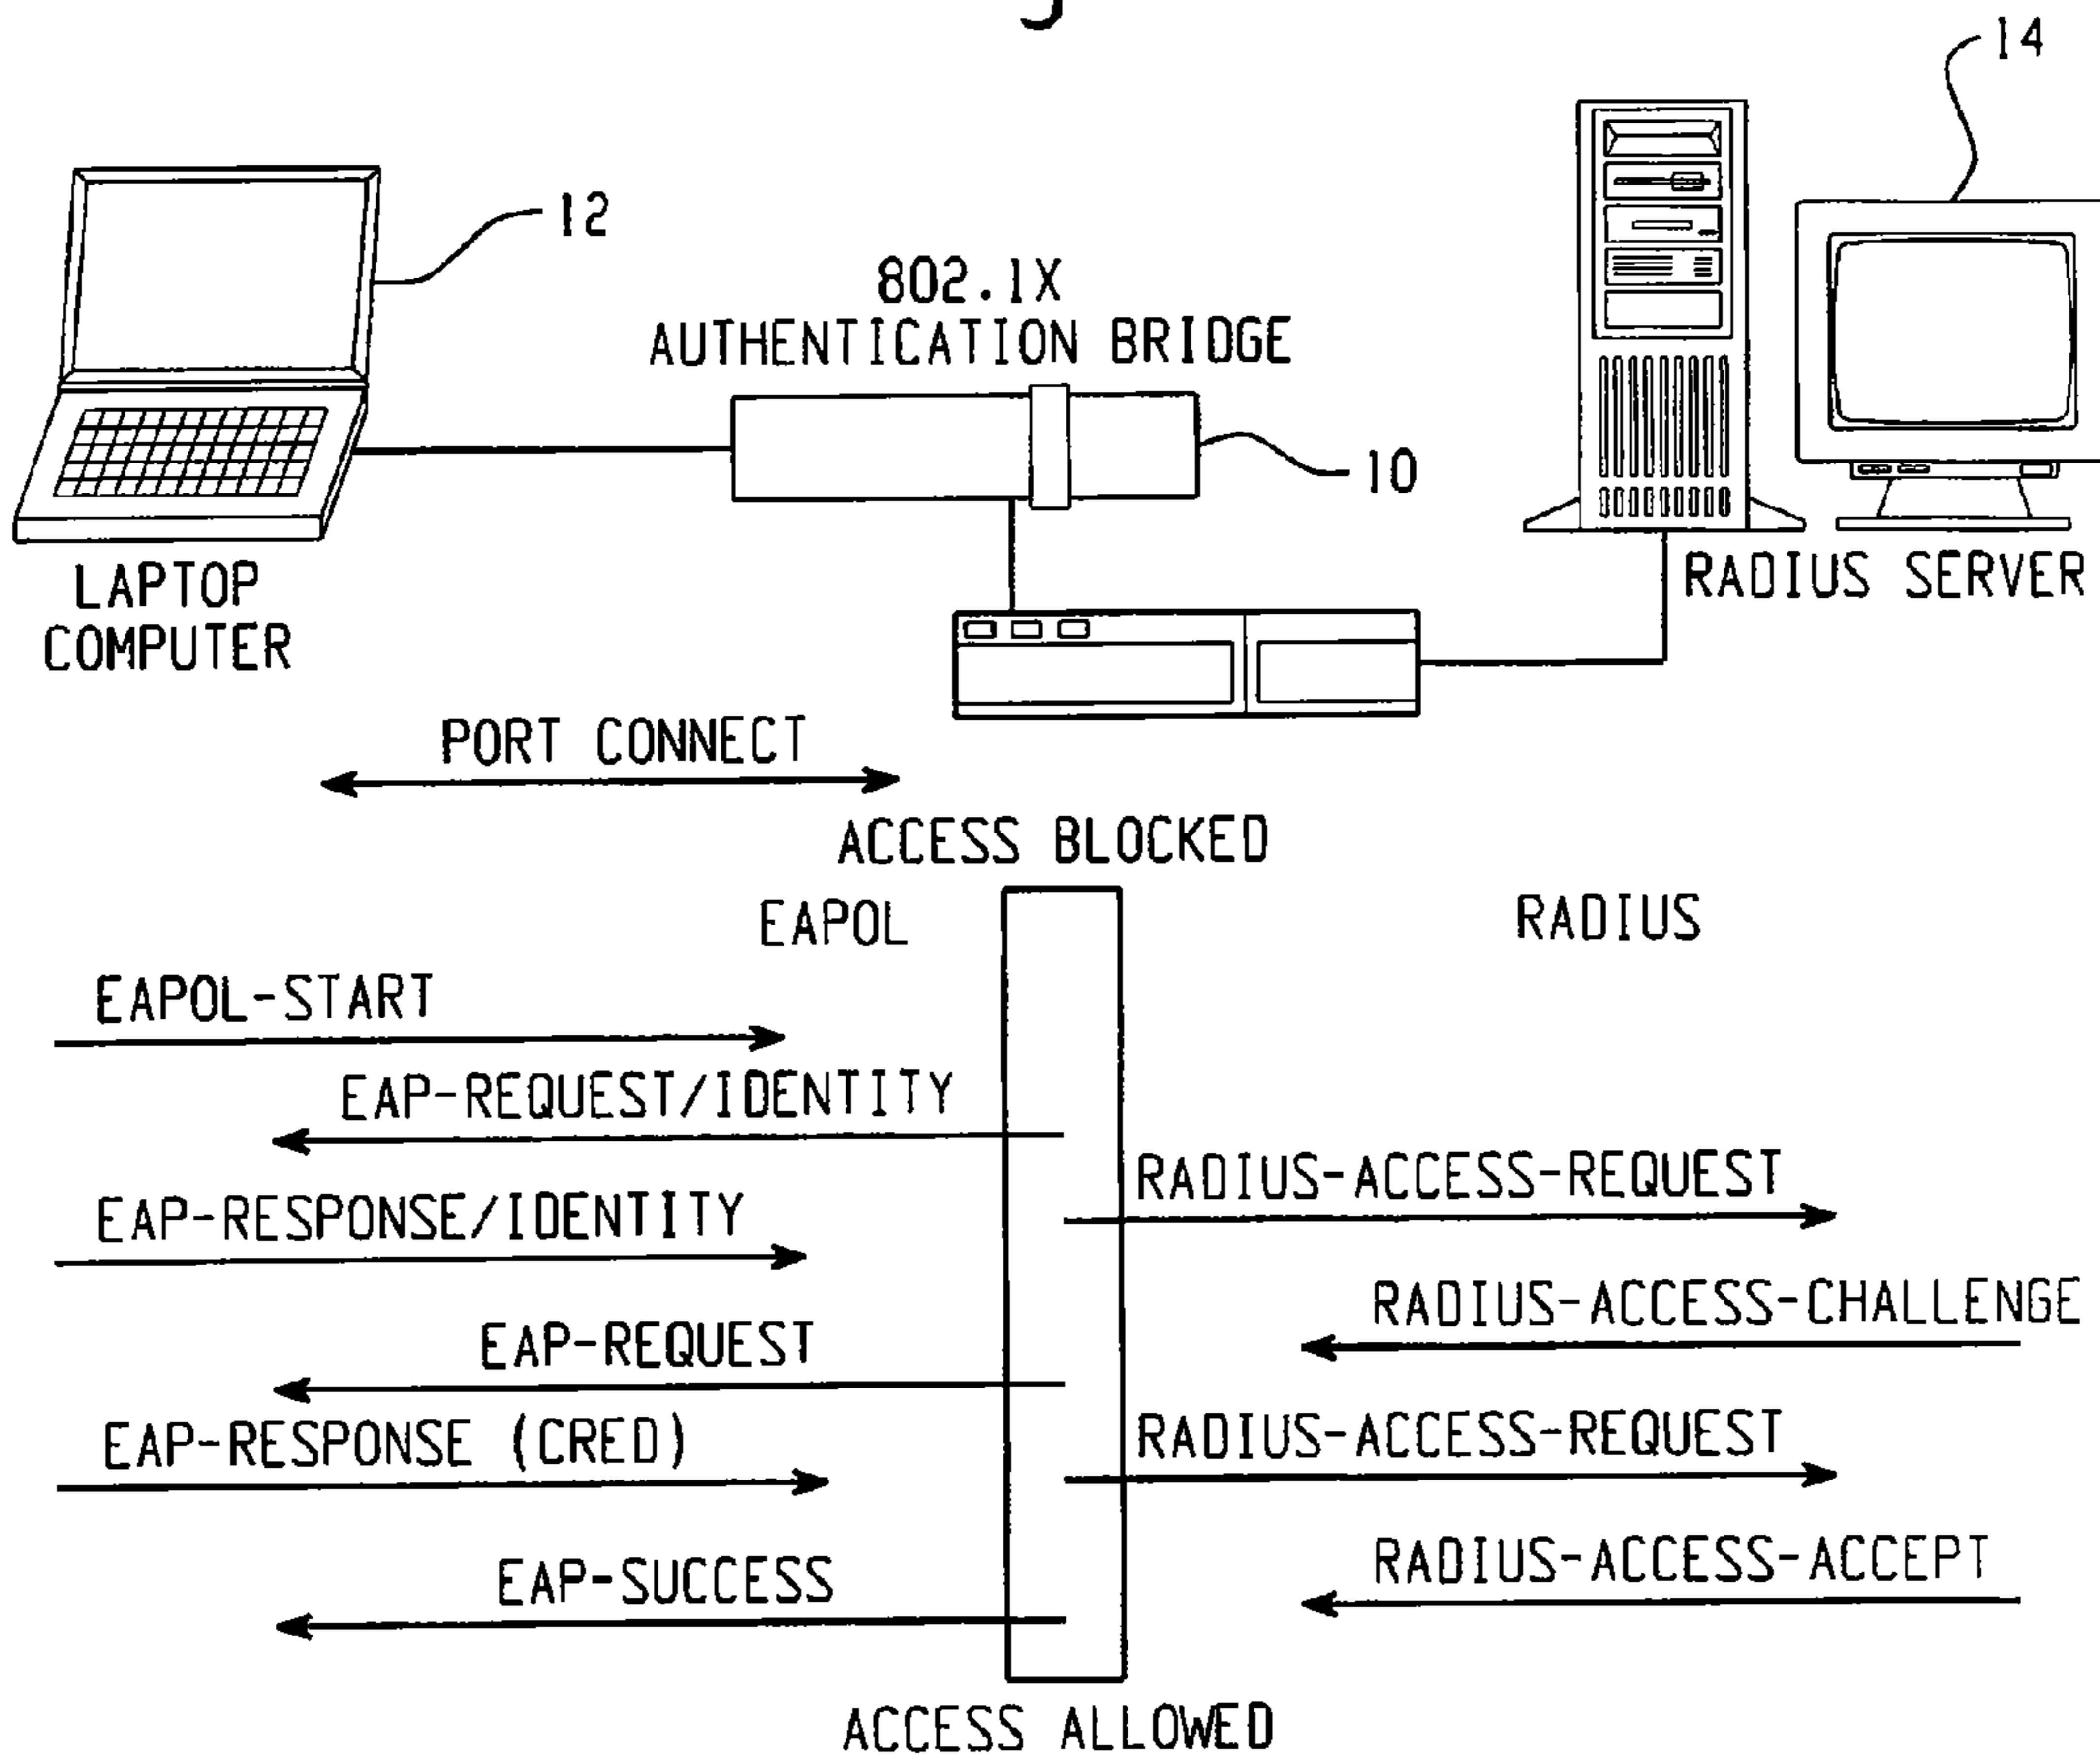 14
12
802.1X
AUTHENTICATION BRIDGE
10
LAPTOP
COMPUTER
RADIUS SERVER
PORT CONNECT
ACCESS BLOCKED
EAPOL
RADIUS
EAPOL-START
EAP-REQUEST/IDENTITY
RADIUS-ACCESS-REQUEST
EAP-RESPONSE/IDENTITY
RADIUS-ACCESS-CHALLENGE
EAP-REQUEST
RADIUS-ACCESS-REQUEST
EAP-RESPONSE (CRED)
RADIUS-ACCESS-ACCEPT
EAP-SUCCESS
ACCESS ALLOWED